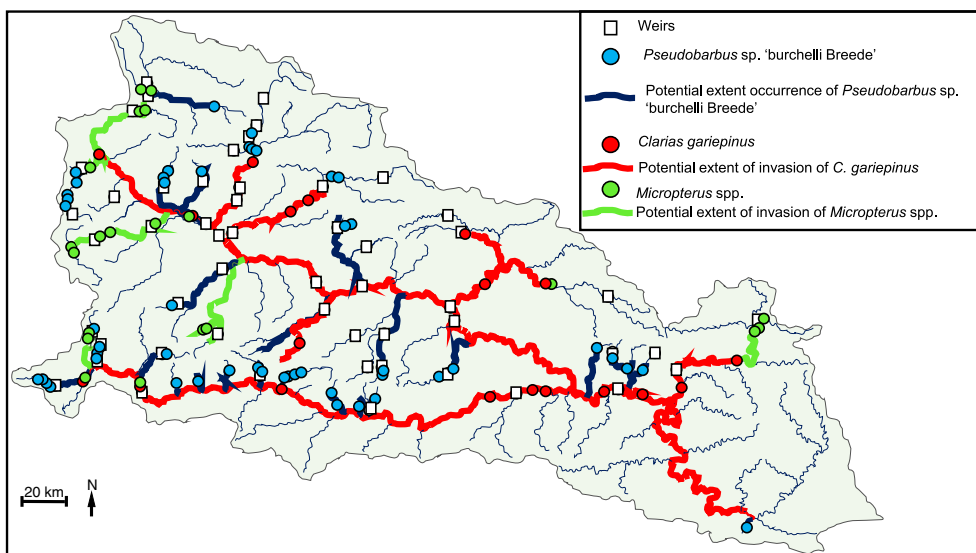 Weirs
Pseudobarbus sp. 'burchelli Breede'
Potential extent occurrence of Pseudobarbus sp.
'burchelli Breede'
Clarias gariepinus
Potential extent of invasion of C. gariepinus
Micropterus spp.
Potential extent of invasion of Micropterus spp.
20 km
N